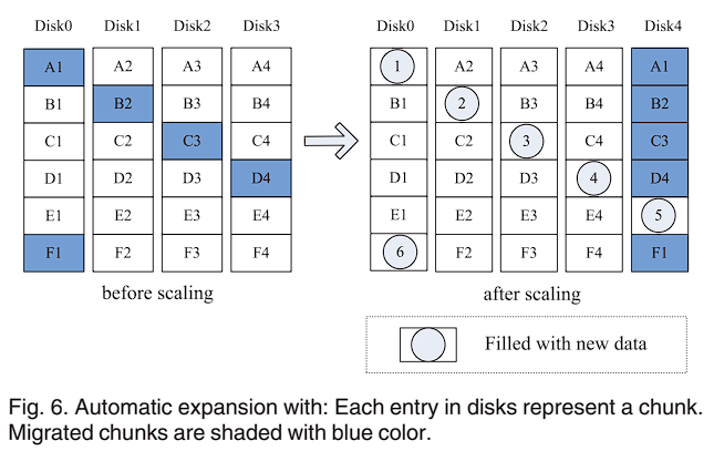 Disk0 Disk1 Disk2 Disk3 Disk0 Disk1 Disk2 Disk3 Disk4
A1 A2 A3 A4 1 A2 A3 A4 A1
B1 B2 B3 B4 B1 2 B3 B4 B2
C1 C2 C3 C4 C1 C2 3 C4 C3
D1 D2 D3 D4 D1 D2 D3 4 D4
E1 E2 E3 E4 E1 E2 E3 E4 5
F1 F2 F3 F4 6 F2 F3 F4 F1
before scaling after scaling
Filled with new data
Fig. 6. Automatic expansion with: Each entry in disks represent a chunk.
Migrated chunks are shaded with blue color.